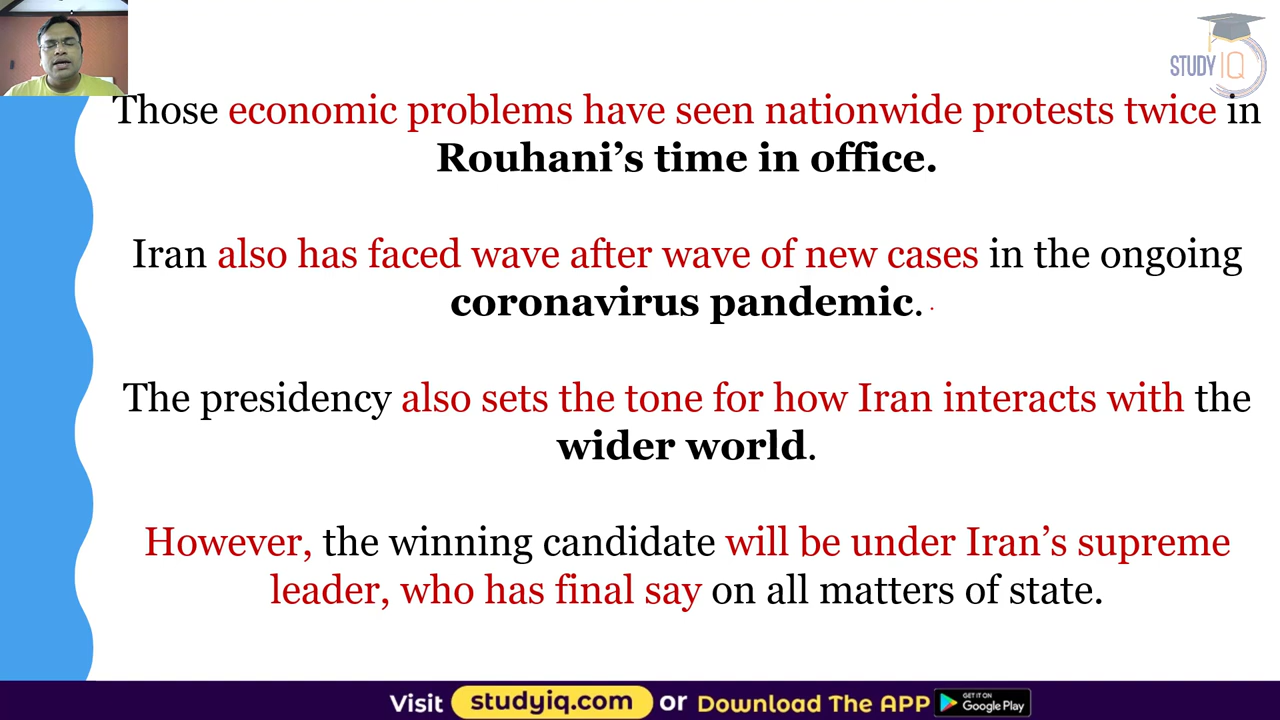 STUDY IQ
Those economic problems have seen nationwide protests twice in
Rouhani’s time in office.
Iran also has faced wave after wave of new cases in the ongoing
coronavirus pandemic.
The presidency also sets the tone for how Iran interacts with the
wider world.
However, the winning candidate will be under Iran’s supreme
leader, who has final say on all matters of state.
Visit studyiq.com or Download The APP GET IT ON Google Play